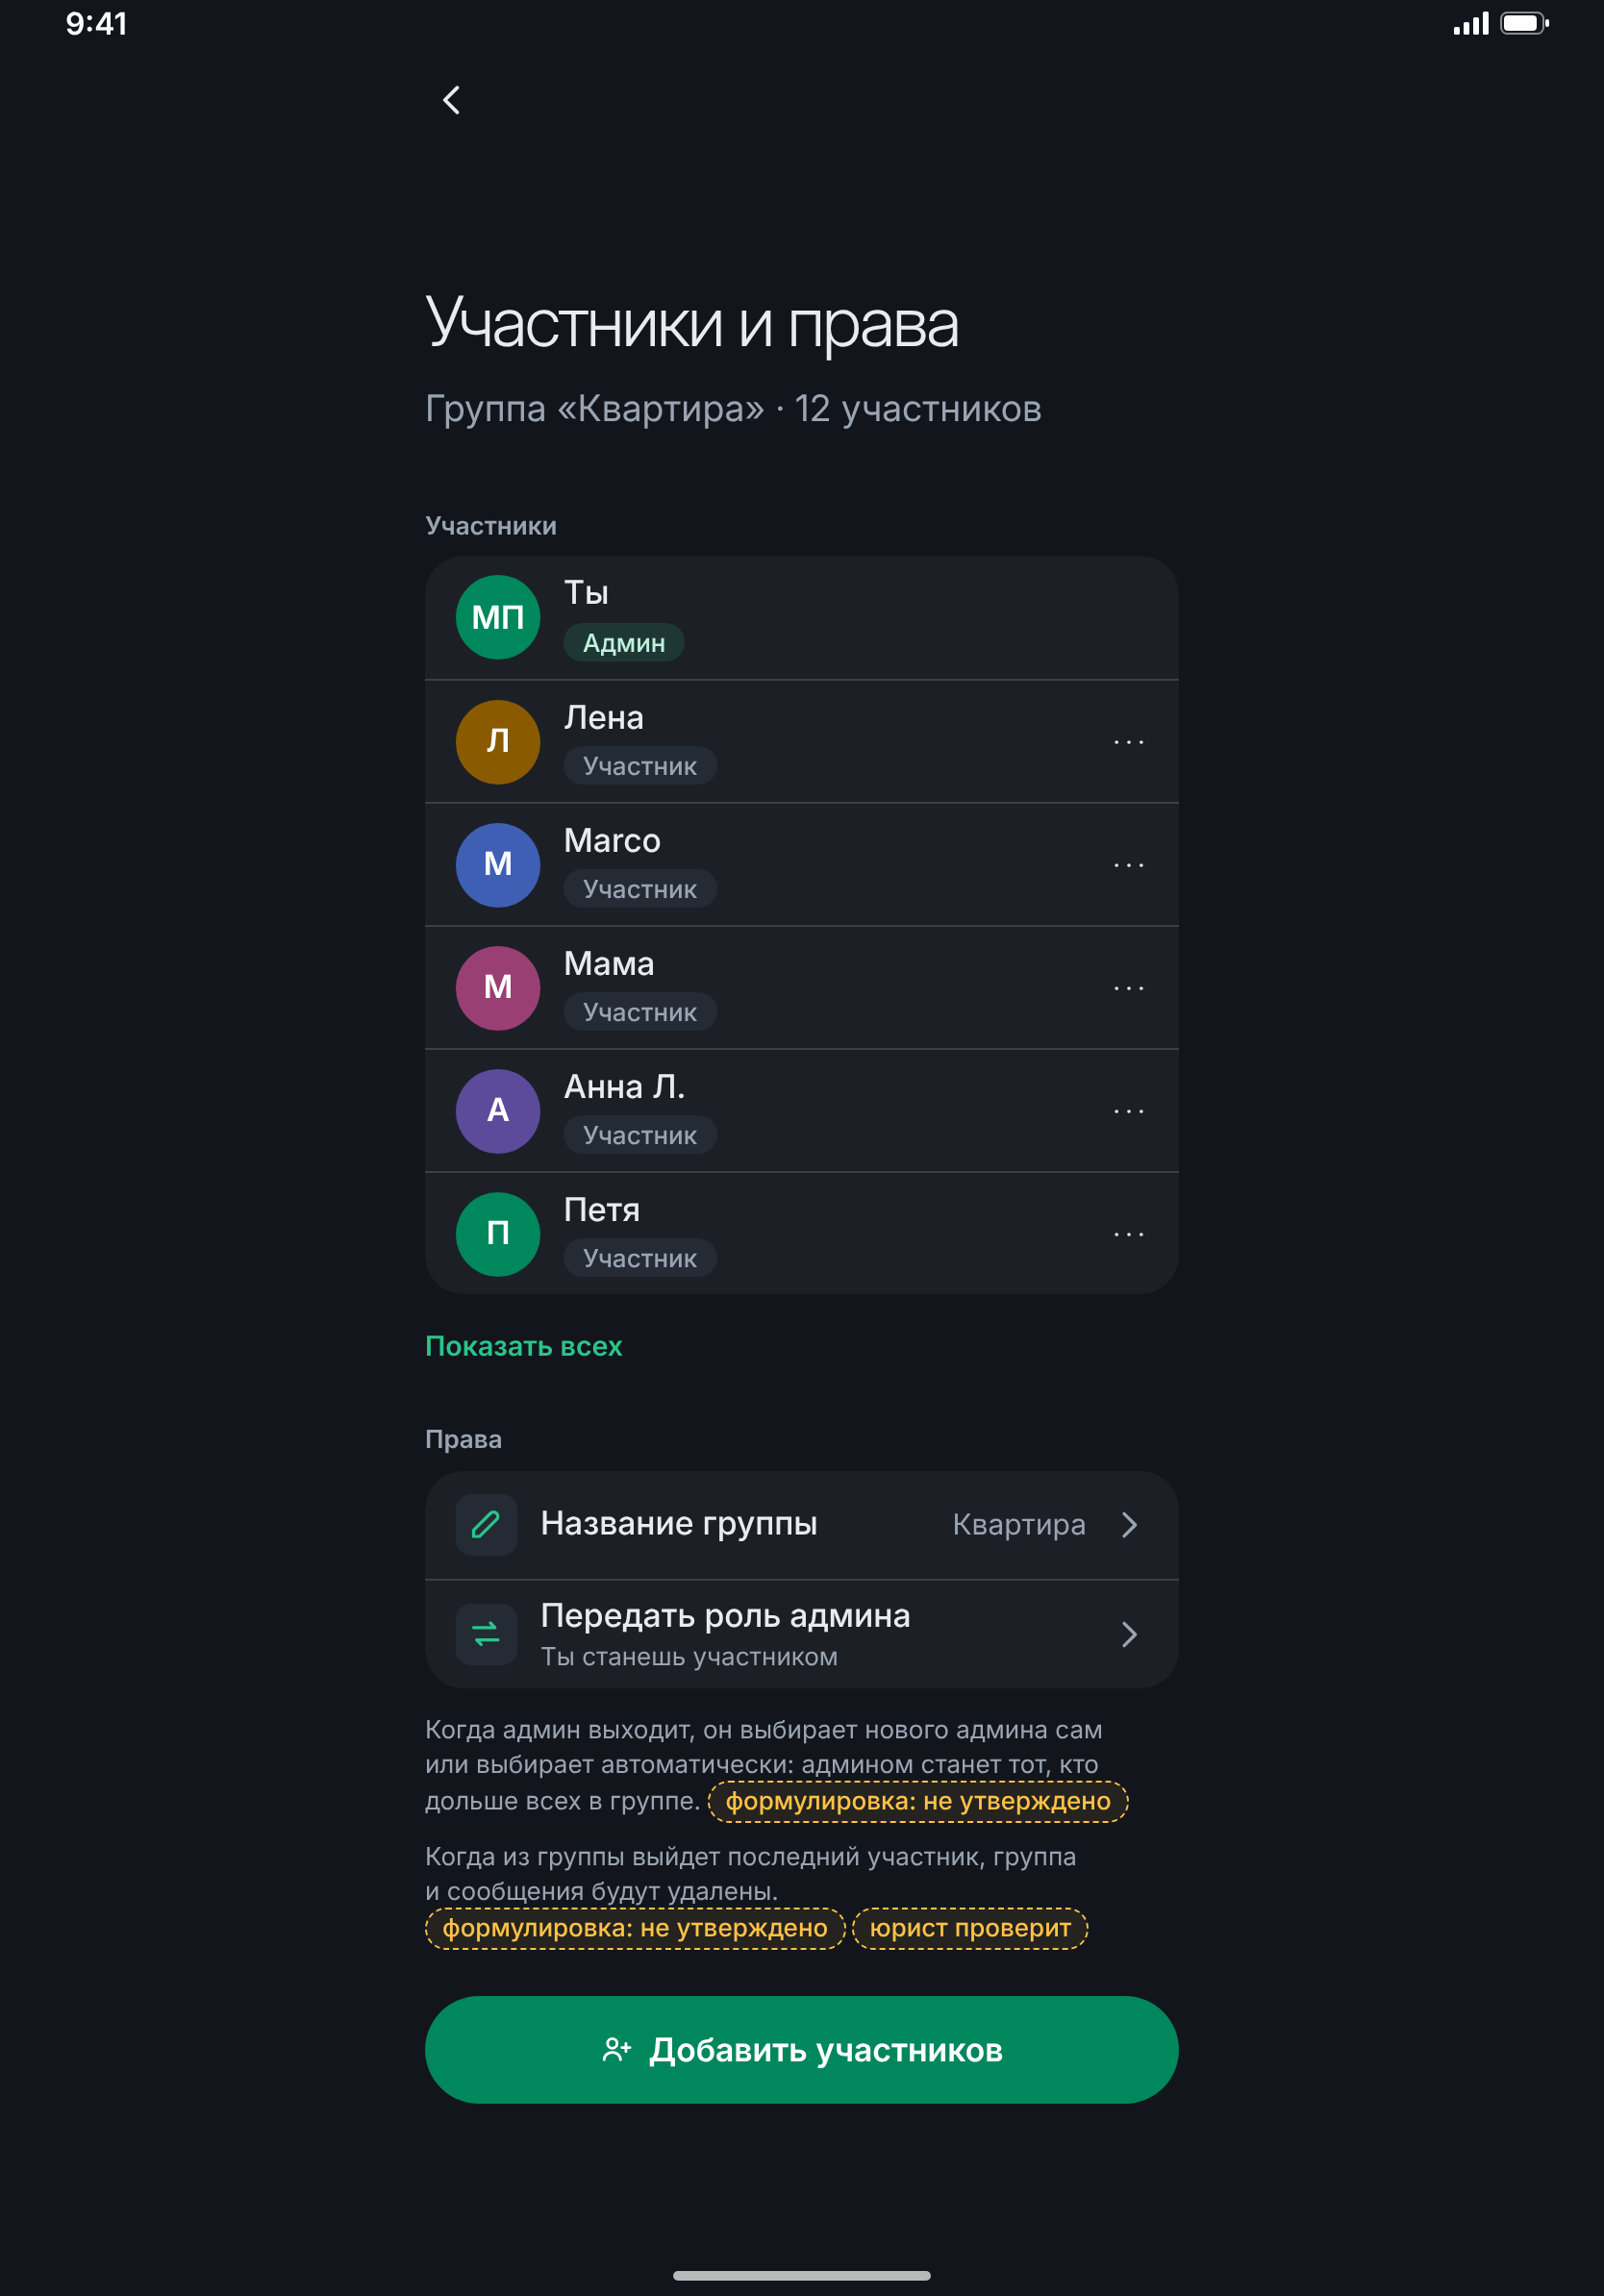 9:41
Участники и права
Группа «Квартира» · 12 участников
Участники
МП
Ты
Админ
Л
Лена
Участник
M
Marco
Участник
М
Мама
Участник
А
Анна Л.
Участник
П
Петя
Участник
Показать всех
Права
Название группы
Квартира
Передать роль админа
Ты станешь участником
Когда админ выходит, он выбирает нового админа сам
или выбирает автоматически: админом станет тот, кто
дольше всех в группе. формулировка: не утверждено
Когда из группы выйдет последний участник, группа
и сообщения будут удалены.
формулировка: не утверждено юрист проверит
Добавить участников